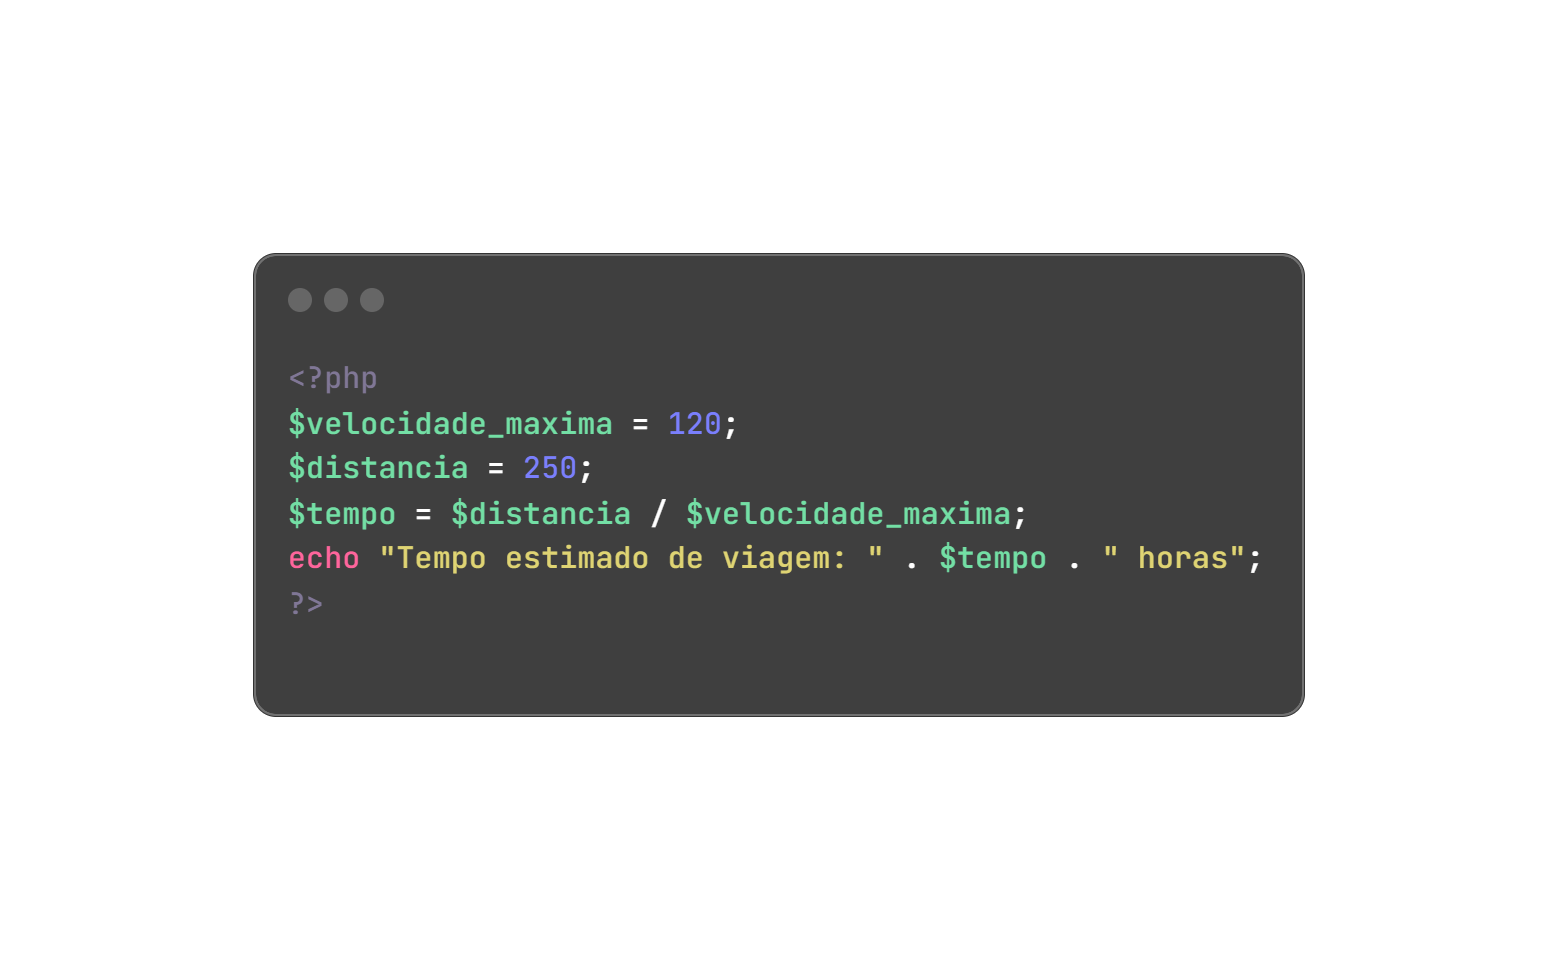 <?php
$velocidade_maxima = 120;
$distancia = 250;
$tempo = $distancia / $velocidade_maxima;
echo "Tempo estimado de viagem: " . $tempo . " horas";
?>